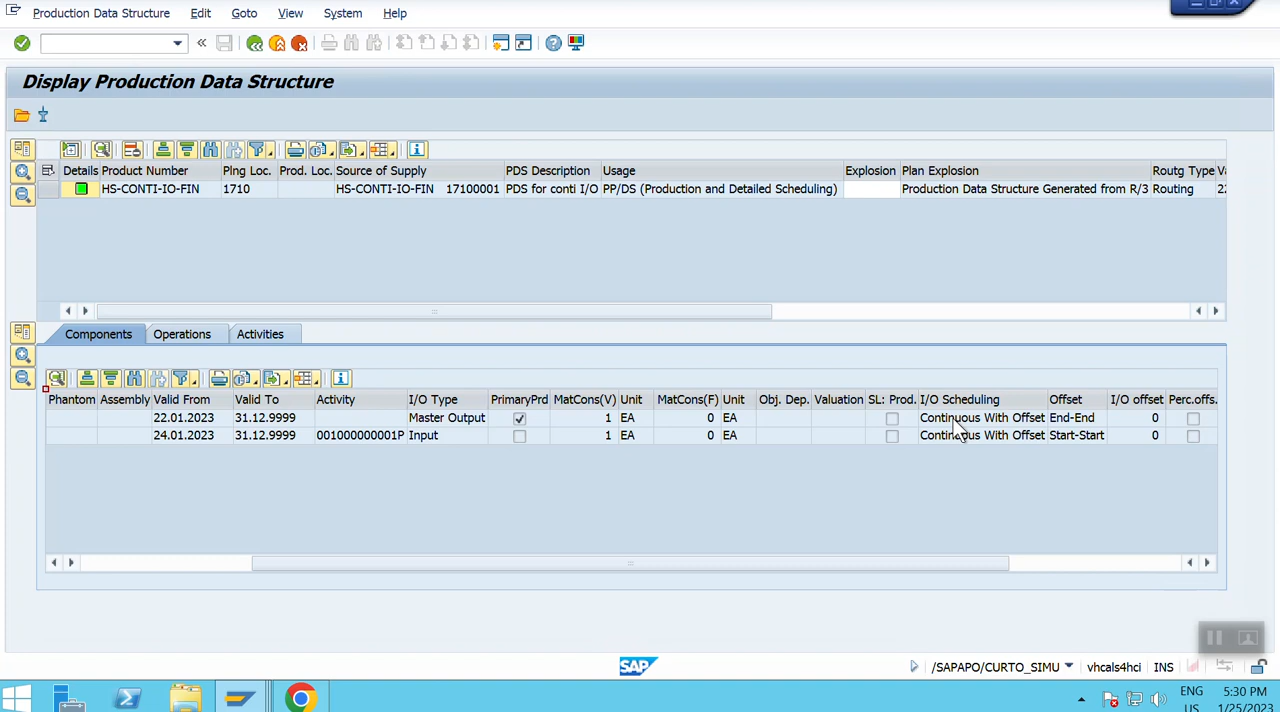 Production Data Structure Edit Goto View System Help
Display Production Data Structure
Details Product Number Plng Loc. Prod. Loc. Source of Supply PDS Description Usage Explosion Plan Explosion Routg Type Va
HS-CONTI-IO-FIN 1710 HS-CONTI-IO-FIN 17100001 PDS for conti I/O PP/DS (Production and Detailed Scheduling) Production Data Structure Generated from R/3 Routing 22
Components Operations Activities
Phantom Assembly Valid From Valid To Activity I/O Type PrimaryPrd MatCons(V) Unit MatCons(F) Unit Obj. Dep. Valuation SL: Prod. I/O Scheduling Offset I/O offset Perc.offs.
22.01.2023 31.12.9999 Master Output 1 EA 0 EA Continuous With Offset End-End 0
24.01.2023 31.12.9999 001000000001P Input 1 EA 0 EA Continuous With Offset Start-Start 0
SAP /SAPAPO/CURTO_SIMU vhcals4hci INS
ENG 5:30 PM
US 1/25/2023